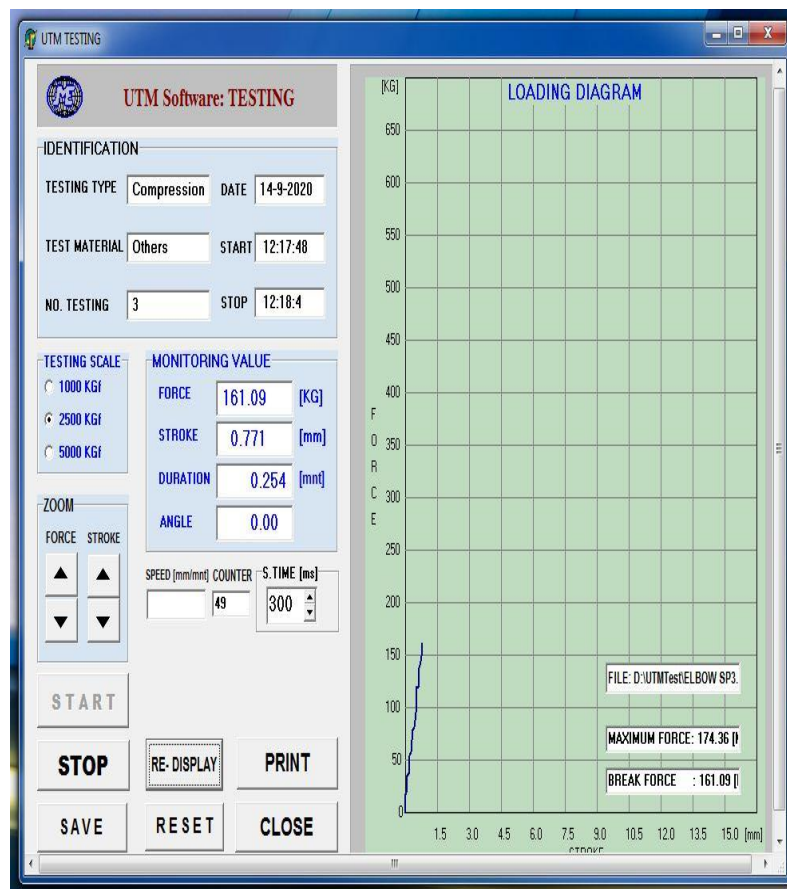 UTM TESTING
ME
UTM Software: TESTING
IDENTIFICATION
TESTING TYPE Compression DATE 14-9-2020
TEST MATERIAL Others START 12:17:48
NO. TESTING 3 STOP 12:18:4
TESTING SCALE
1000 KGf
2500 KGf
5000 KGf
MONITORING VALUE
FORCE 161.09 [KG]
STROKE 0.771 [mm]
DURATION 0.254 [mnt]
ANGLE 0.00
ZOOM
FORCE STROKE
SPEED [mm/mnt] COUNTER S.TIME [ms]
49 300
START
STOP RE- DISPLAY PRINT
SAVE RESET CLOSE
[KG] LOADING DIAGRAM
650
600
550
500
450
400
350
300
250
200
150
100
50
0
FORCE
FILE: D:\UTMTest\ELBOW SP3.
MAXIMUM FORCE: 174.36 [
BREAK FORCE : 161.09 [
1.5 3.0 4.5 6.0 7.5 9.0 10.5 12.0 13.5 15.0 [mm]
STROKE